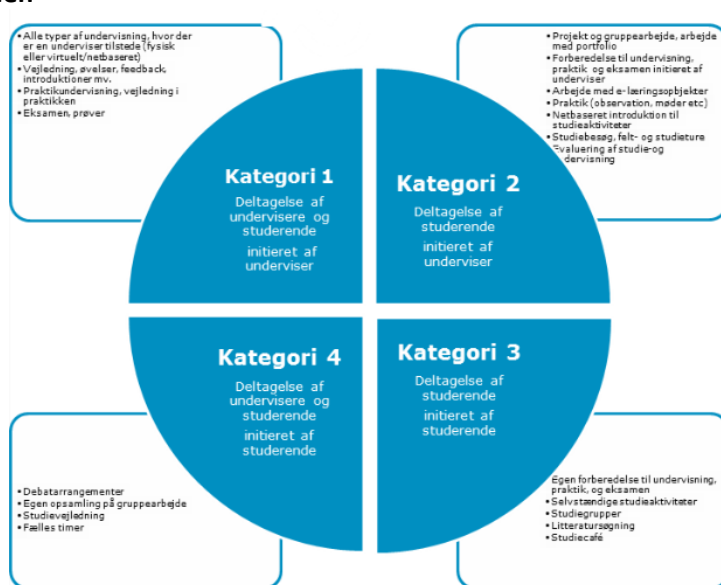 • Alle typer af undervisning, hvor der
er en underviser tilstede (fysisk
eller virtuelt/netbaseret)
• Vejledning, øvelser, feedback,
introduktioner mv.
• Praktikundervisning, vejledning i
praktikken
• Eksamen, prøver
• Projekt og gruppearbejde, arbejde
med portfolio
• Forberedelse til undervisning,
praktik og eksamen initieret af
underviser
• Arbejde med e-læringsobjekter
• Praktik (observation, møder etc)
• Netbaseret introduktion til
studieaktiviteter
• Studiebesøg, felt- og studieture
Evaluering af studie-og
dervisning
Kategori 1
Deltagelse af
undervisere og
studerende
initieret af
underviser
Kategori 2
Deltagelse af
studerende
initieret af
underviser
Kategori 4
Deltagelse af
undervisere og
studerende
initieret af
studerende
Kategori 3
Deltagelse af
studerende
initieret af
studerende
• Debatarrangementer
• Egen opsamling på gruppearbejde
• Studievejledning
• Fælles timer
Egen forberedelse til undervisning,
praktik, og eksamen
• Selvstændige studieaktiviteter
• Studiegrupper
• Litteratursøgning
• Studiecafé